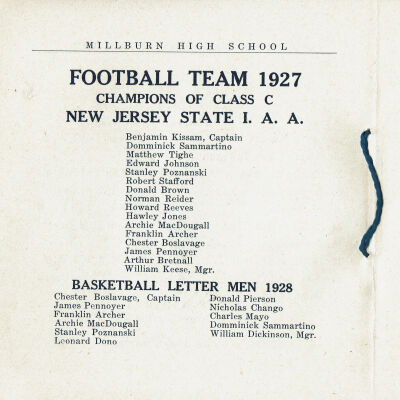 MILLBURN HIGH SCHOOL
FOOTBALL TEAM 1927
CHAMPIONS OF CLASS C
NEW JERSEY STATE I. A. A.
Benjamin Kissam, Captain
Domminick Sammartino
Matthew Tighe
Edward Johnson
Stanley Poznanski
Robert Stafford
Donald Brown
Norman Reider
Howard Reeves
Hawley Jones
Archie MacDougall
Franklin Archer
Chester Boslavage
James Pennoyer
Arthur Bretnall
William Keese, Mgr.
BASKETBALL LETTER MEN 1928
Chester Boslavage, Captain
James Pennoyer
Franklin Archer
Archie MacDougall
Stanley Poznanski
Leonard Dono
Donald Pierson
Nicholas Chango
Charles Mayo
Domminick Sammartino
William Dickinson, Mgr.